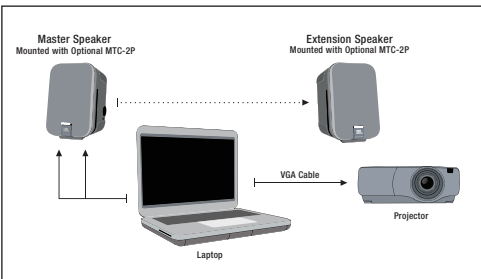 Master Speaker
Mounted with Optional MTC-2P
Extension Speaker
Mounted with Optional MTC-2P
VGA Cable
Projector
Laptop